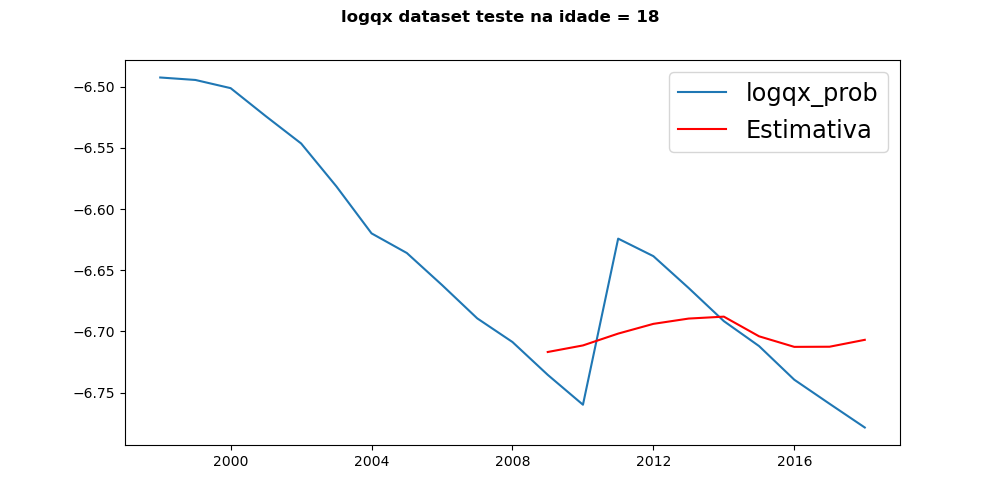 logqx dataset teste na idade = 18
logqx_prob
Estimativa
−6.50
−6.55
−6.60
−6.65
−6.70
−6.75
2000 2004 2008 2012 2016